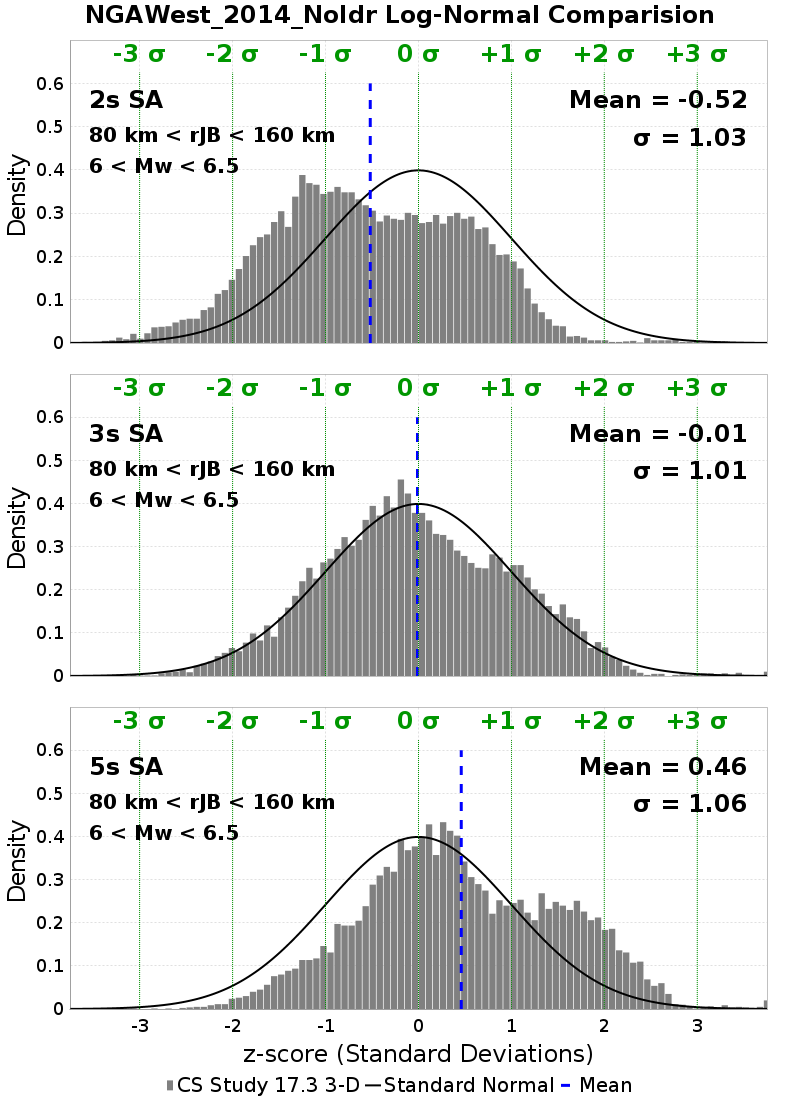 NGAWest_2014_NoIdr Log-Normal Comparision
-3 σ -2 σ -1 σ 0 σ +1 σ +2 σ +3 σ
0.6
2s SA Mean = -0.52
0.5
80 km < rJB < 160 km σ = 1.03
6 < Mw < 6.5
0.4
Density
0.3
0.2
0.1
0
-3 σ -2 σ -1 σ 0 σ +1 σ +2 σ +3 σ
0.6
3s SA Mean = -0.01
0.5
80 km < rJB < 160 km σ = 1.01
6 < Mw < 6.5
0.4
Density
0.3
0.2
0.1
0
-3 σ -2 σ -1 σ 0 σ +1 σ +2 σ +3 σ
0.6
5s SA Mean = 0.46
0.5
80 km < rJB < 160 km σ = 1.06
6 < Mw < 6.5
0.4
Density
0.3
0.2
0.1
0
-3 -2 -1 0 1 2 3
z-score (Standard Deviations)
CS Study 17.3 3-D Standard Normal Mean